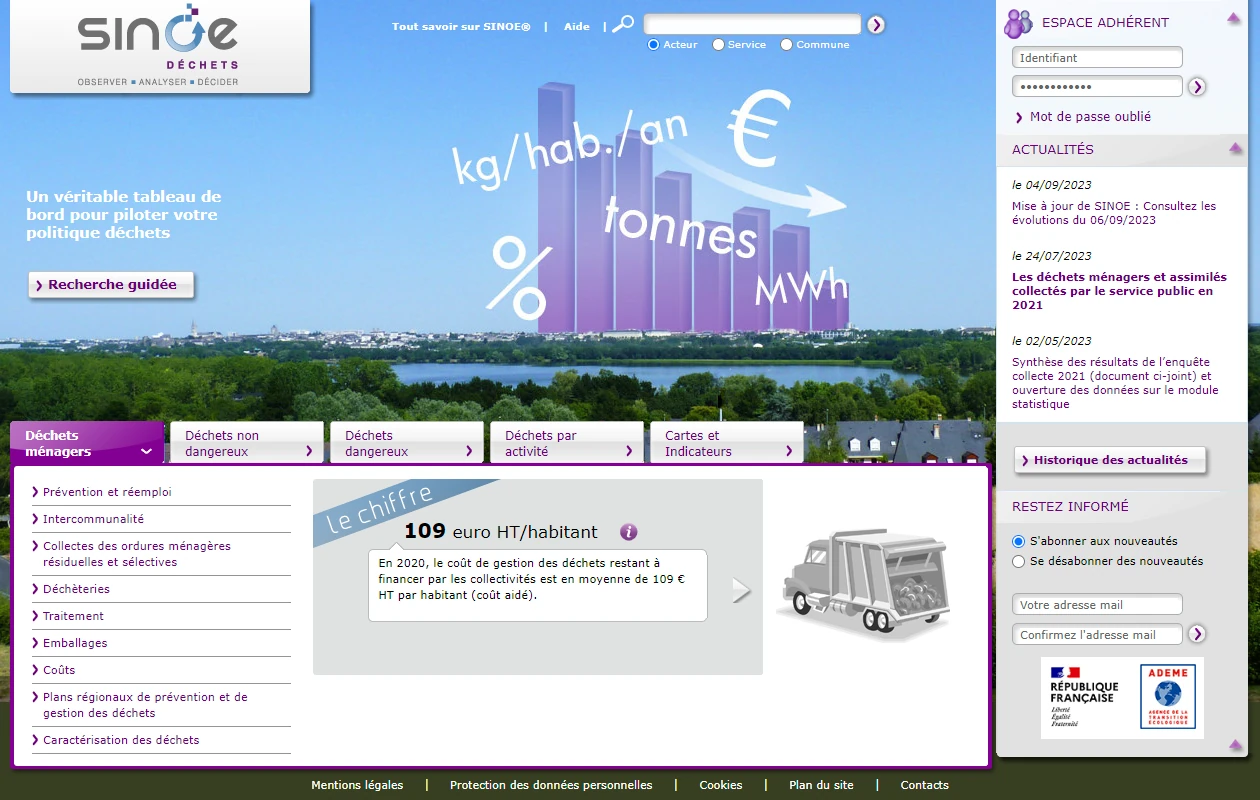 sinoe
DÉCHETS
OBSERVER ■ ANALYSER ■ DÉCIDER
Tout savoir sur SINOE® | Aide |
Acteur Service Commune
Un véritable tableau de
bord pour piloter votre
politique déchets
Recherche guidée
kg/hab./an
€
tonnes
%
MWh
Déchets
ménagers
Déchets non
dangereux
Déchets
dangereux
Déchets par
activité
Cartes et
Indicateurs
Prévention et réemploi
Intercommunalité
Collectes des ordures ménagères
résiduelles et sélectives
Déchèteries
Traitement
Emballages
Coûts
Plans régionaux de prévention et de
gestion des déchets
Caractérisation des déchets
Le chiffre
109 euro HT/habitant
i
En 2020, le coût de gestion des déchets restant à
financer par les collectivités est en moyenne de 109 €
HT par habitant (coût aidé).
ESPACE ADHÉRENT
Identifiant
••••••••••••
Mot de passe oublié
ACTUALITÉS
le 04/09/2023
Mise à jour de SINOE : Consultez les
évolutions du 06/09/2023
le 24/07/2023
Les déchets ménagers et assimilés
collectés par le service public en
2021
le 02/05/2023
Synthèse des résultats de l’enquête
collecte 2021 (document ci-joint) et
ouverture des données sur le module
statistique
Historique des actualités
RESTEZ INFORMÉ
S'abonner aux nouveautés
Se désabonner des nouveautés
Votre adresse mail
Confirmez l'adresse mail
RÉPUBLIQUE
FRANÇAISE
Liberté
Égalité
Fraternité
ADEME
AGENCE DE LA
TRANSITION
ÉCOLOGIQUE
Mentions légales | Protection des données personnelles | Cookies | Plan du site | Contacts